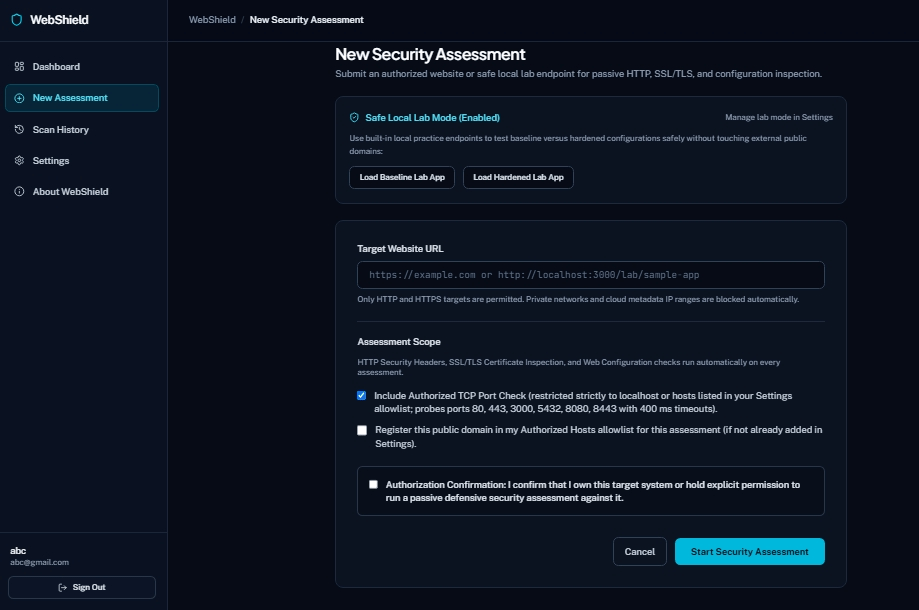 WebShield
WebShield / New Security Assessment
Dashboard
New Assessment
Scan History
Settings
About WebShield
abc
abc@gmail.com
Sign Out
New Security Assessment
Submit an authorized website or safe local lab endpoint for passive HTTP, SSL/TLS, and configuration inspection.
Safe Local Lab Mode (Enabled)
Manage lab mode in Settings
Use built-in local practice endpoints to test baseline versus hardened configurations safely without touching external public
domains:
Load Baseline Lab App
Load Hardened Lab App
Target Website URL
https://example.com or http://localhost:3000/lab/sample-app
Only HTTP and HTTPS targets are permitted. Private networks and cloud metadata IP ranges are blocked automatically.
Assessment Scope
HTTP Security Headers, SSL/TLS Certificate Inspection, and Web Configuration checks run automatically on every
assessment.
Include Authorized TCP Port Check (restricted strictly to localhost or hosts listed in your Settings
allowlist; probes ports 80, 443, 3000, 5432, 8080, 8443 with 400 ms timeouts).
Register this public domain in my Authorized Hosts allowlist for this assessment (if not already added in
Settings).
Authorization Confirmation: I confirm that I own this target system or hold explicit permission to
run a passive defensive security assessment against it.
Cancel
Start Security Assessment